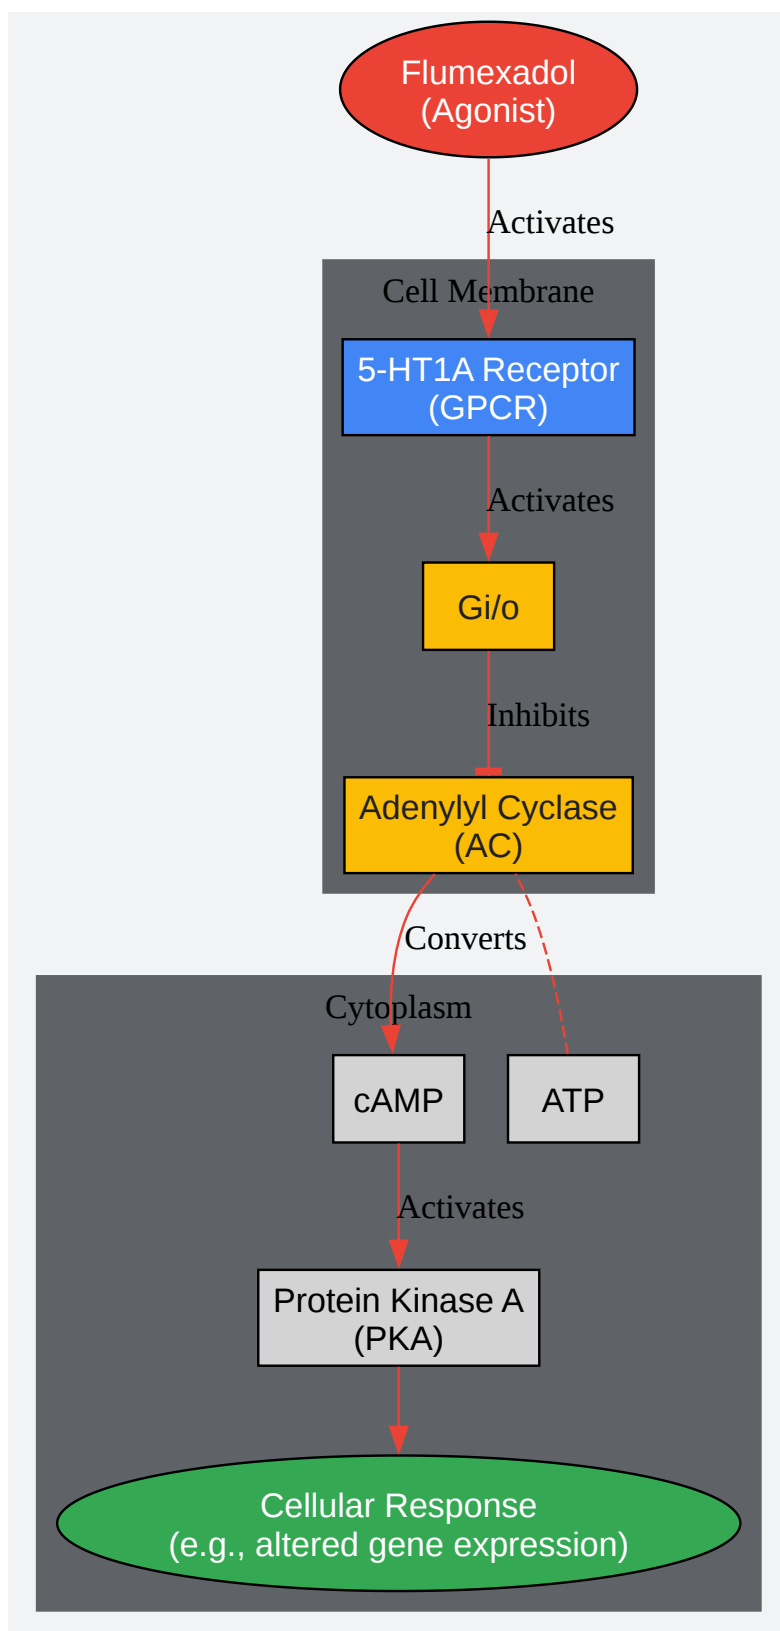 Flumexadol
(Agonist)
Activates
Cell Membrane
5-HT1A Receptor
(GPCR)
Activates
Gi/o
Inhibits
Adenylyl Cyclase
(AC)
Converts
Cytoplasm
cAMP
ATP
Activates
Protein Kinase A
(PKA)
Cellular Response
(e.g., altered gene expression)